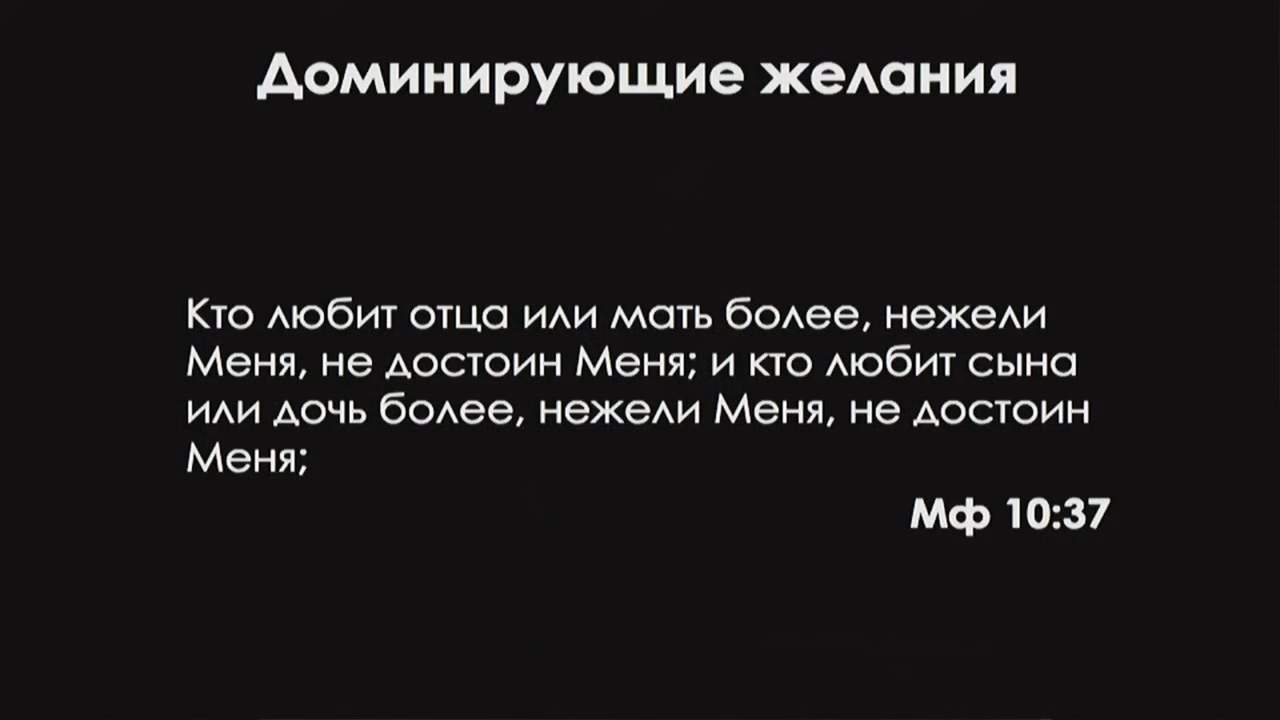 Доминирующие желания
Кто любит отца или мать более, нежели
Меня, не достоин Меня; и кто любит сына
или дочь более, нежели Меня, не достоин
Меня;
Мф 10:37